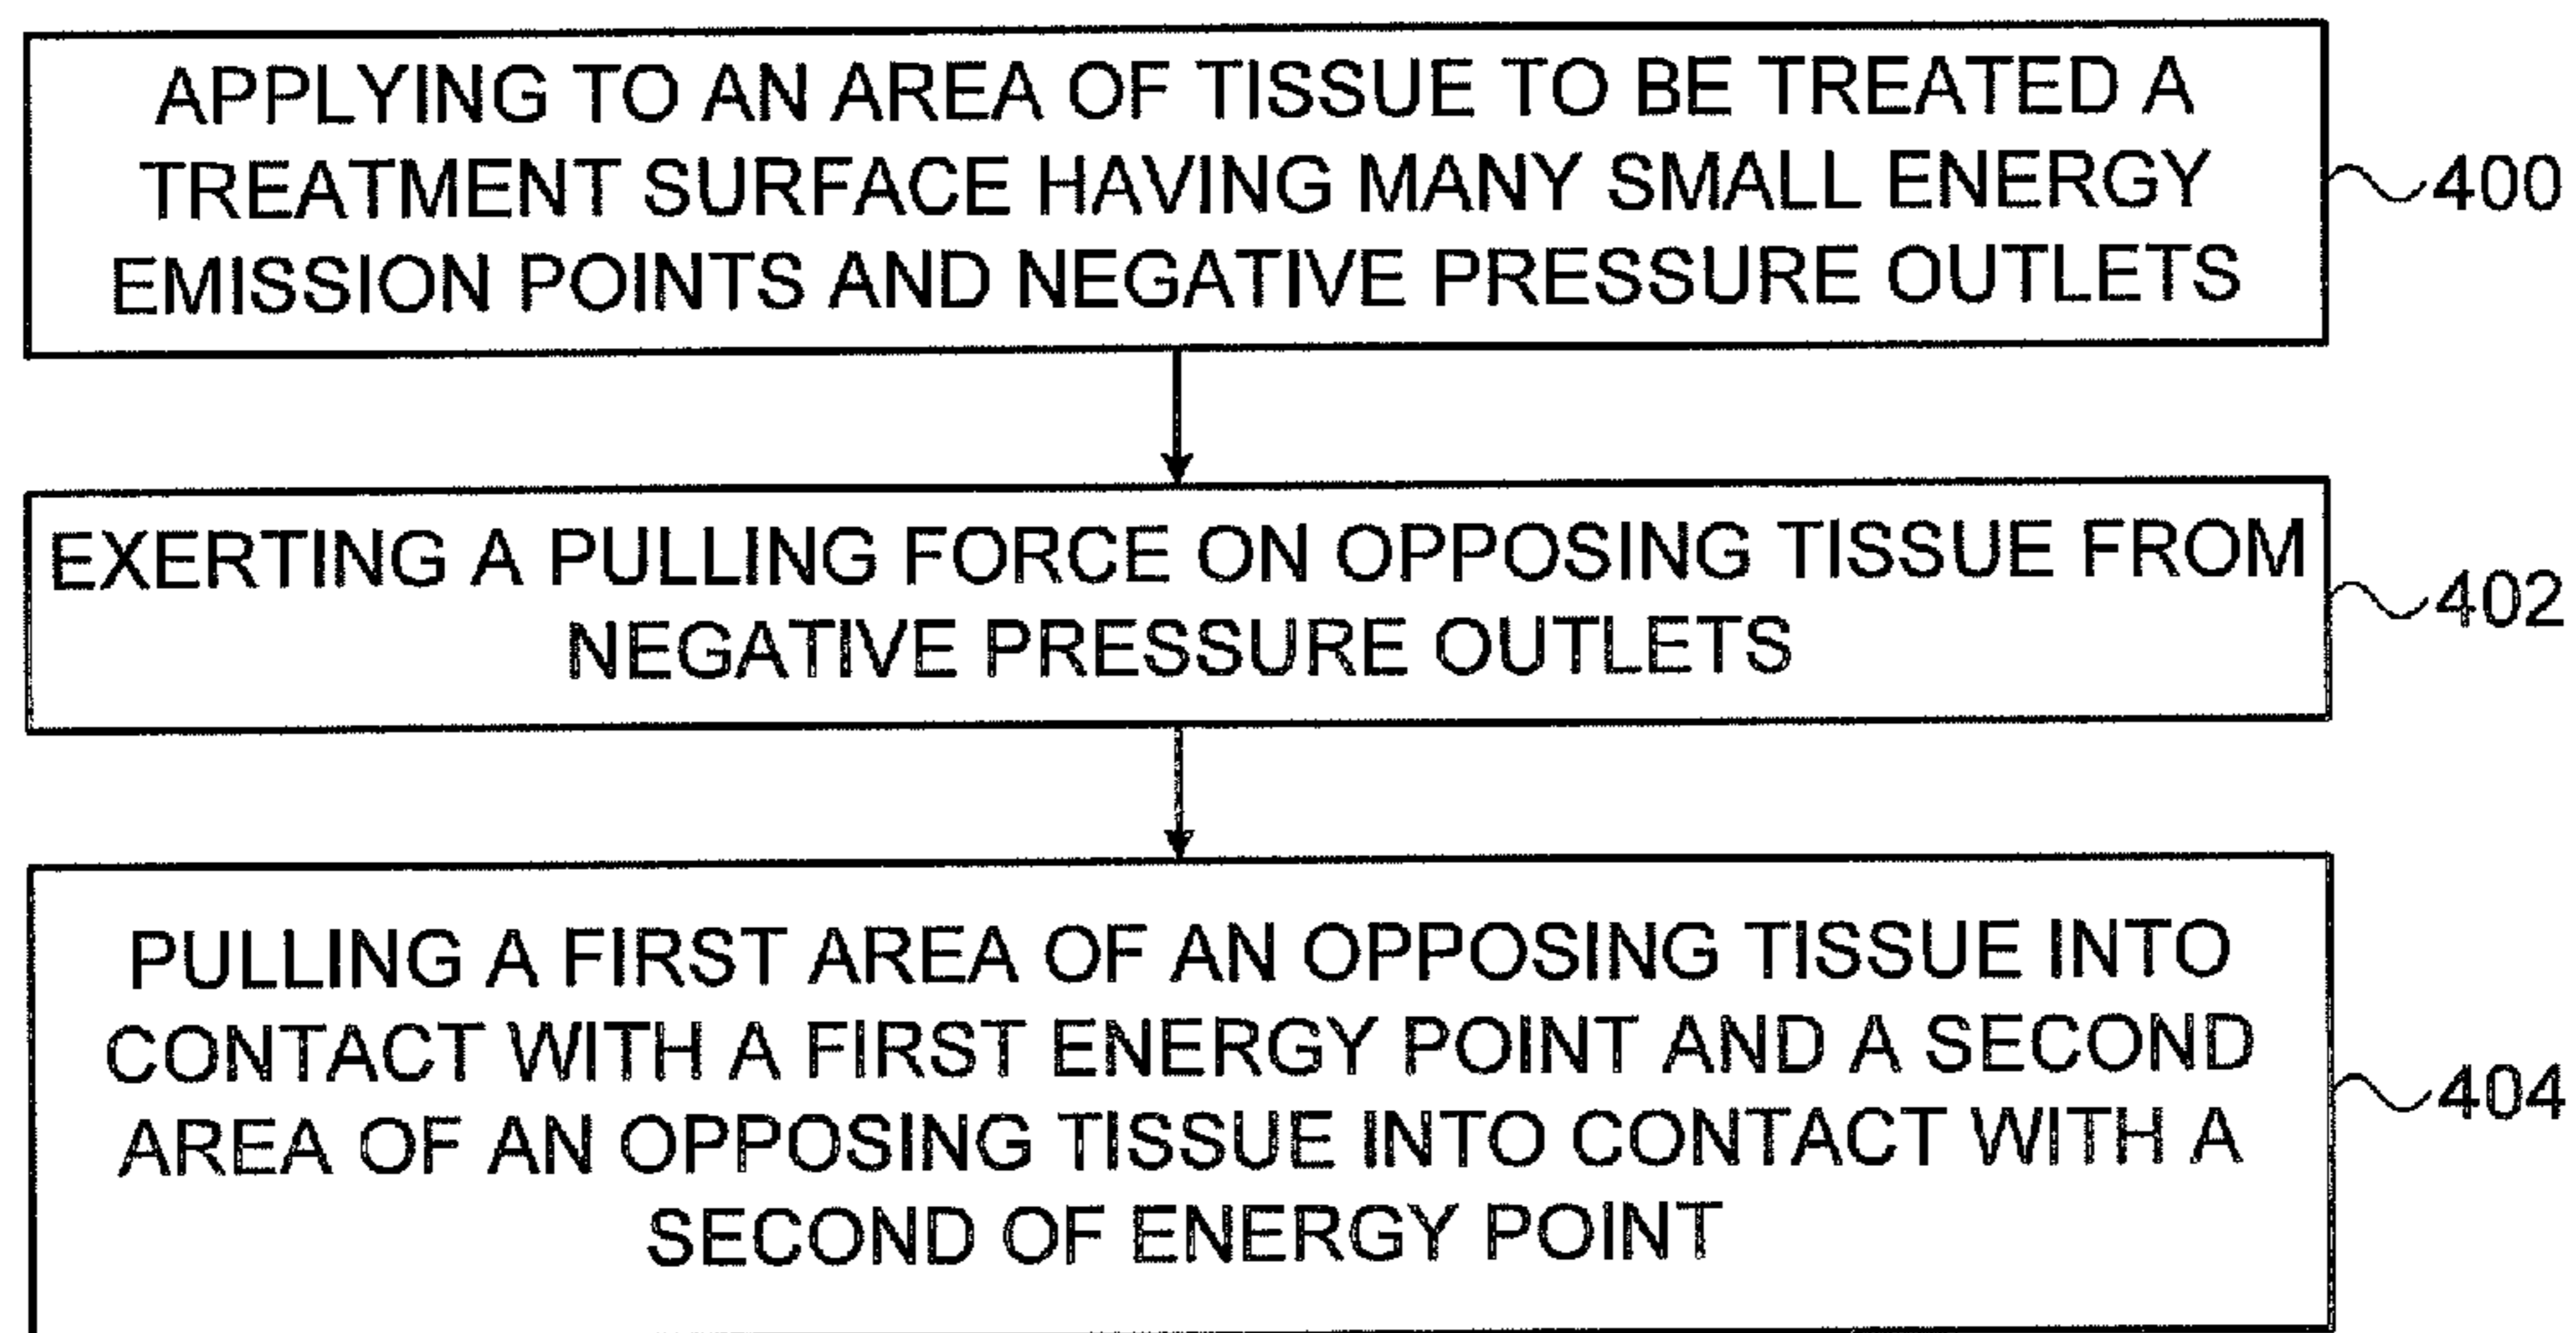 APPLYING TO AN AREA OF TISSUE TO BE TREATED A
TREATMENT SURFACE HAVING MANY SMALL ENERGY
EMISSION POINTS AND NEGATIVE PRESSURE OUTLETS
400
EXERTING A PULLING FORCE ON OPPOSING TISSUE FROM
NEGATIVE PRESSURE OUTLETS
402
PULLING A FIRST AREA OF AN OPPOSING TISSUE INTO
CONTACT WITH A FIRST ENERGY POINT AND A SECOND
AREA OF AN OPPOSING TISSUE INTO CONTACT WITH A
SECOND OF ENERGY POINT
404